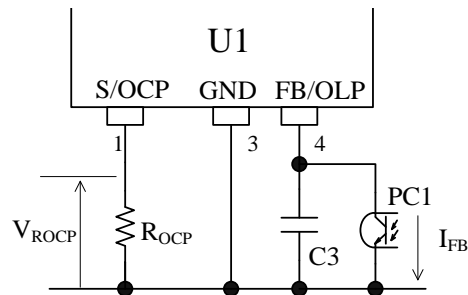 U1
S/OCP GND FB/OLP
1 3 4
PC1
V_ROCP R_OCP C3 I_FB